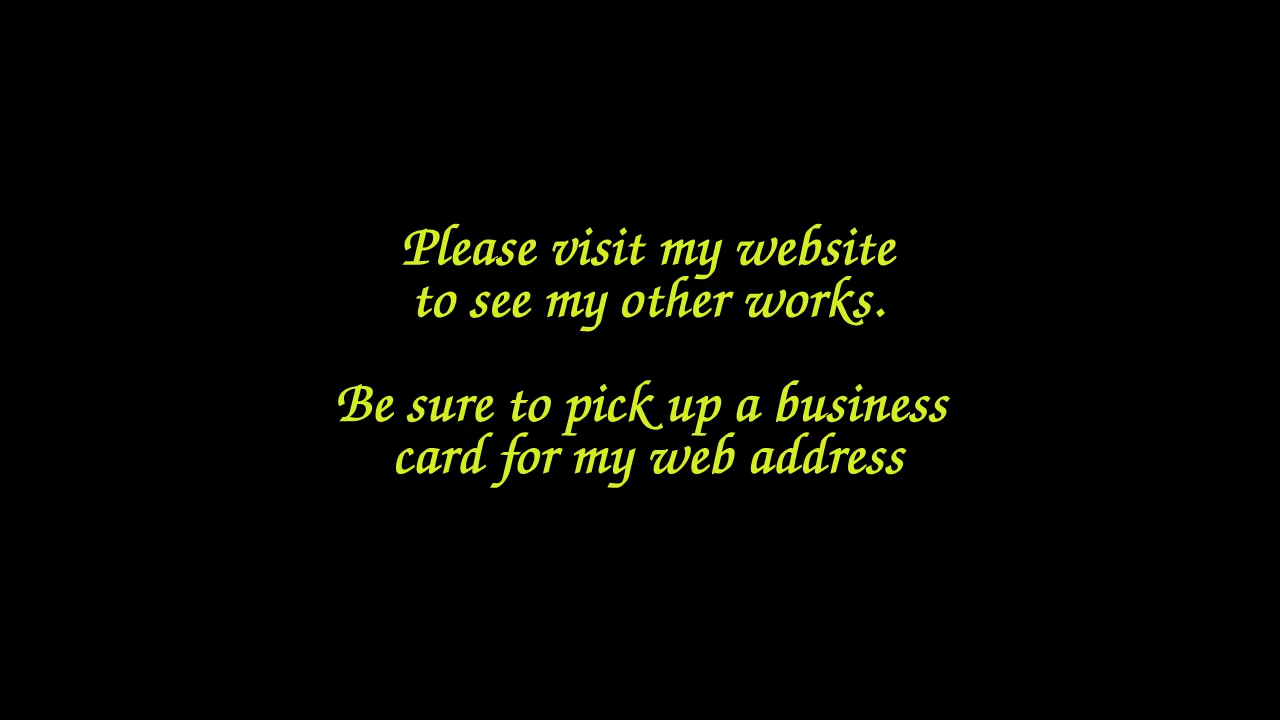 Please visit my website
to see my other works.
Be sure to pick up a business
card for my web address